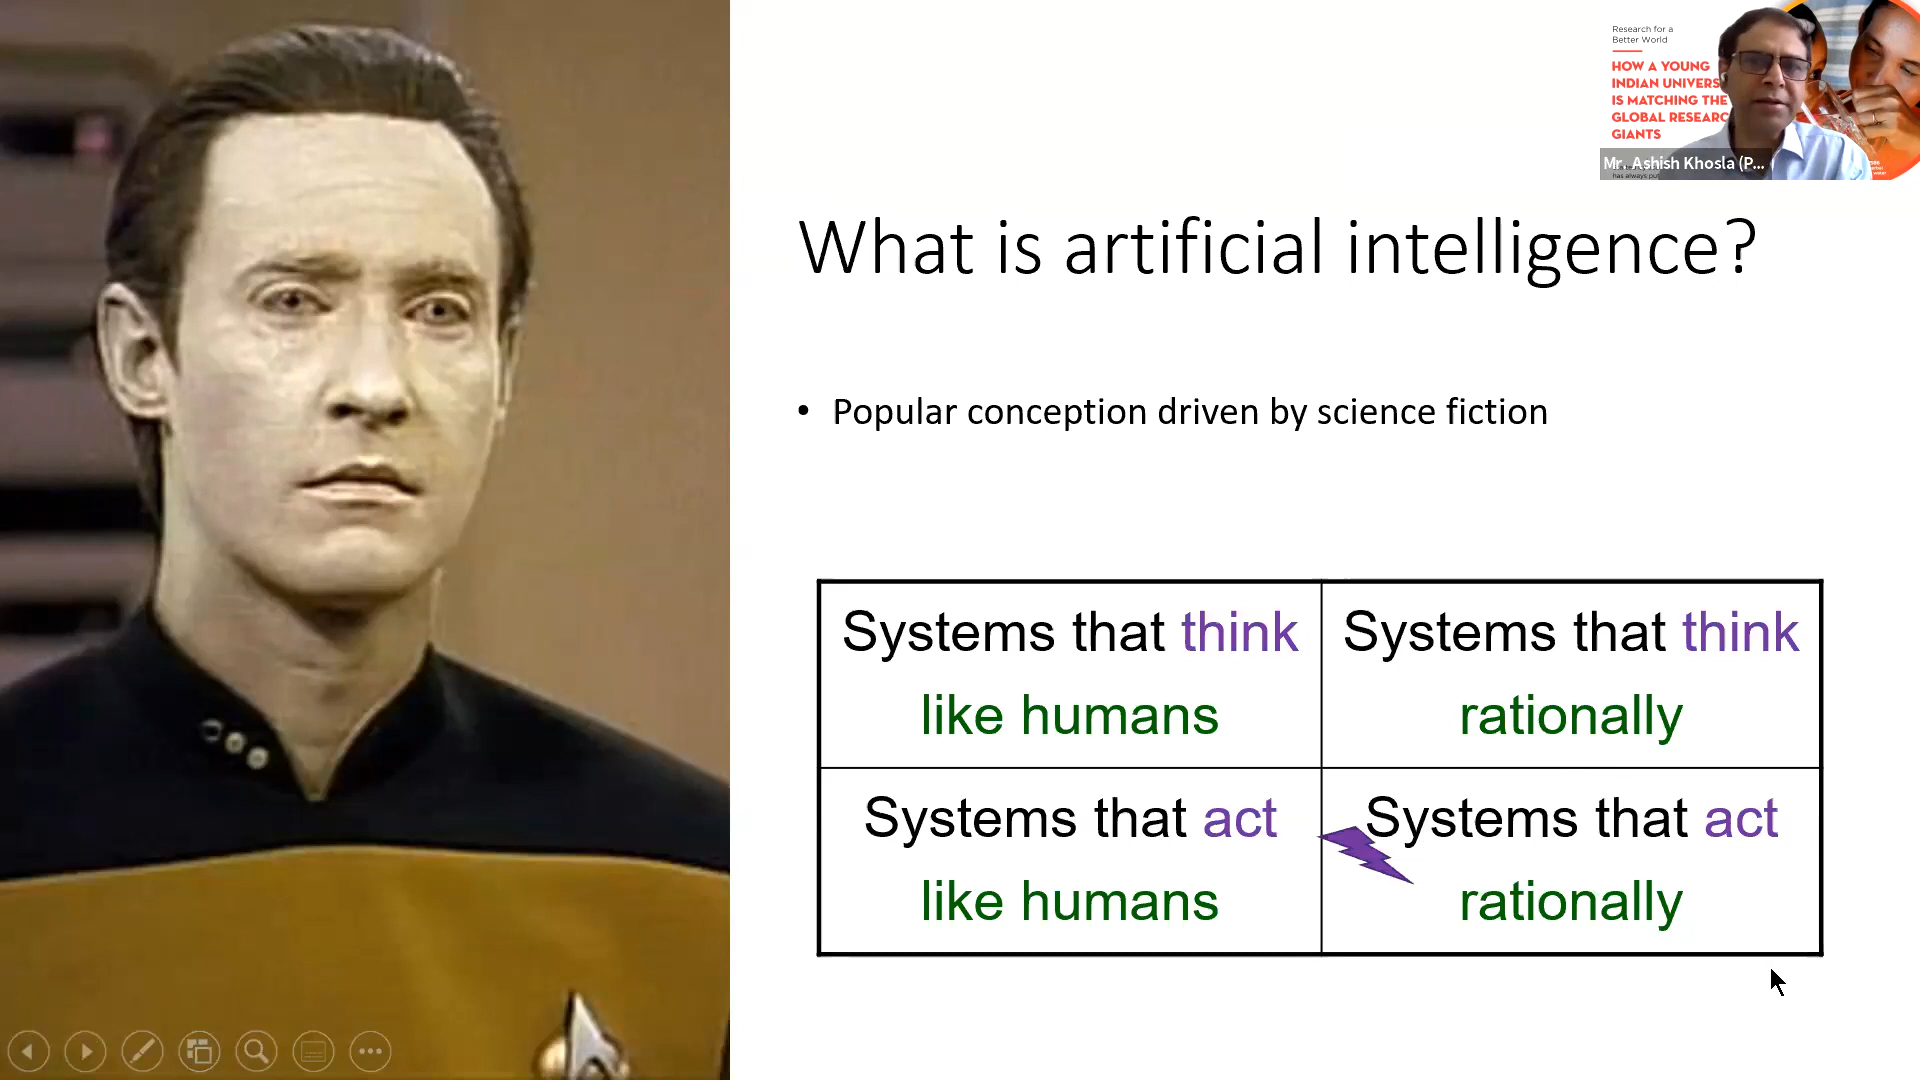 Research for a
Better World
HOW A YOUNG
INDIAN UNIVERS
IS MATCHING THE
GLOBAL RESEARC
GIANTS
Mr. Ashish Khosla (P...
has always
What is artificial intelligence?
• Popular conception driven by science fiction
Systems that think
like humans
Systems that think
rationally
Systems that act
like humans
Systems that act
rationally